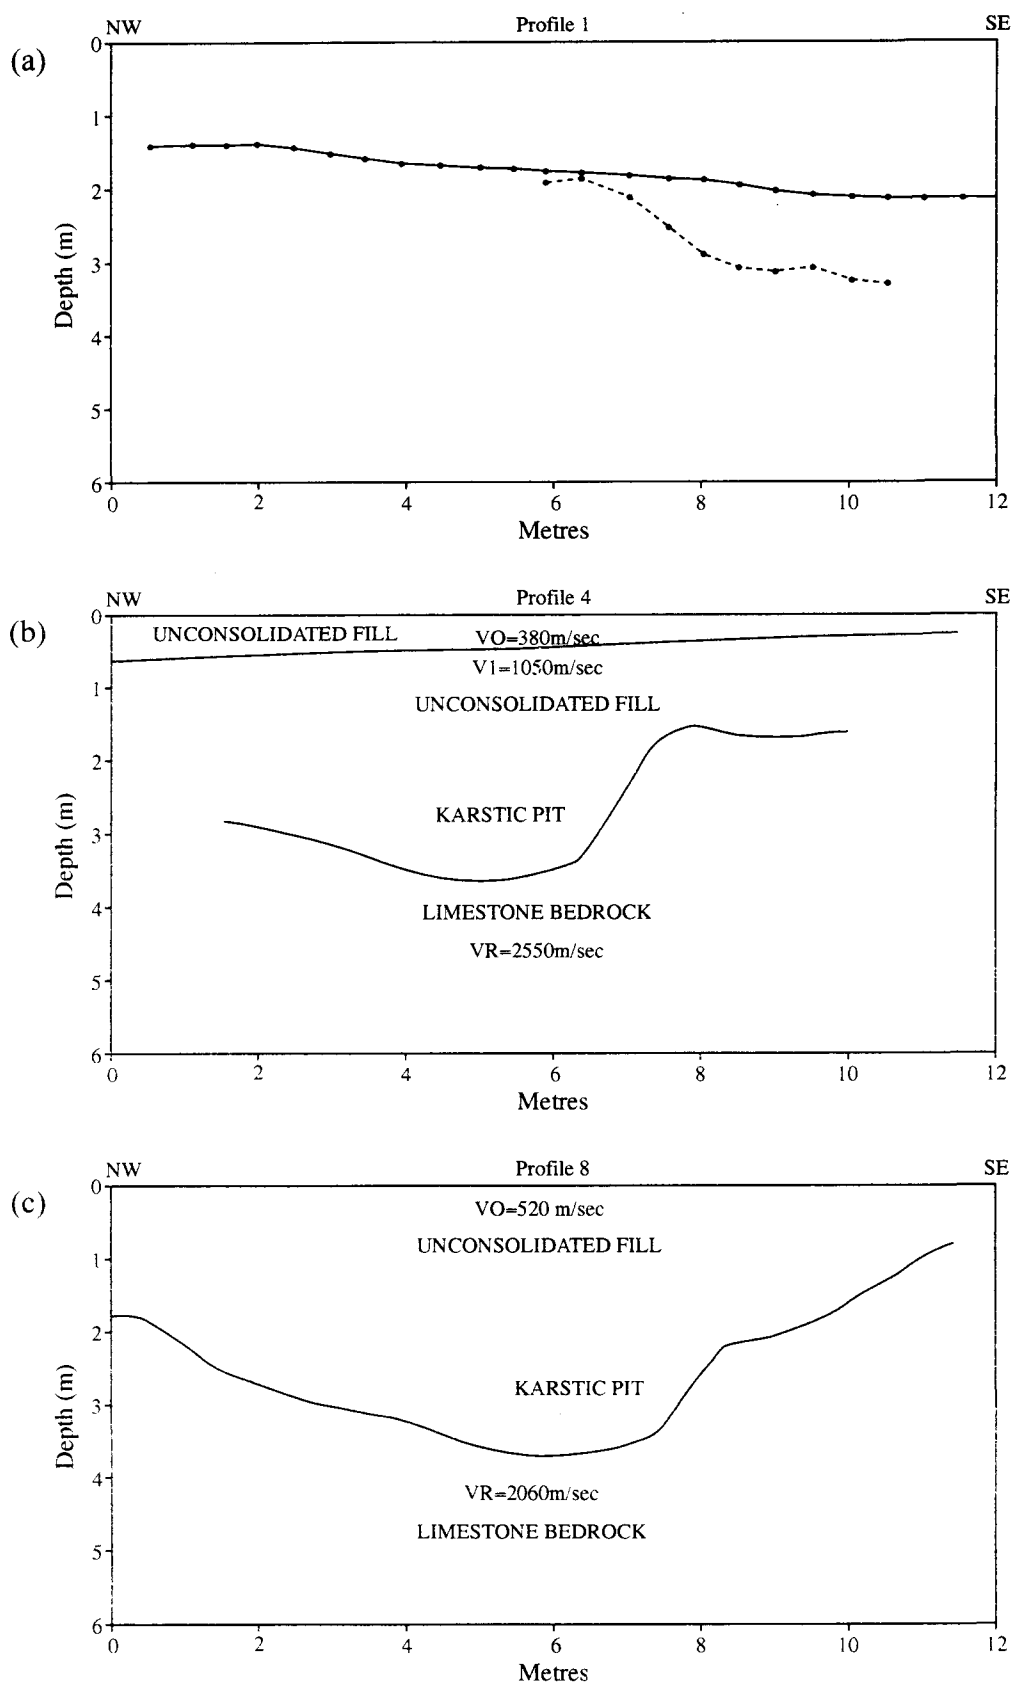 NW Profile 1 SE
(a)
0
1
2
3
4
5
6
Depth (m)
0 2 4 6 8 10 12
Metres
NW Profile 4 SE
(b)
0
UNCONSOLIDATED FILL VO=380m/sec
V1=1050m/sec
1
UNCONSOLIDATED FILL
2
KARSTIC PIT
3
Depth (m)
4
LIMESTONE BEDROCK
VR=2550m/sec
5
6
0 2 4 6 8 10 12
Metres
NW Profile 8 SE
(c)
0
VO=520 m/sec
UNCONSOLIDATED FILL
1
2
KARSTIC PIT
3
Depth (m)
4
VR=2060m/sec
LIMESTONE BEDROCK
5
6
0 2 4 6 8 10 12
Metres